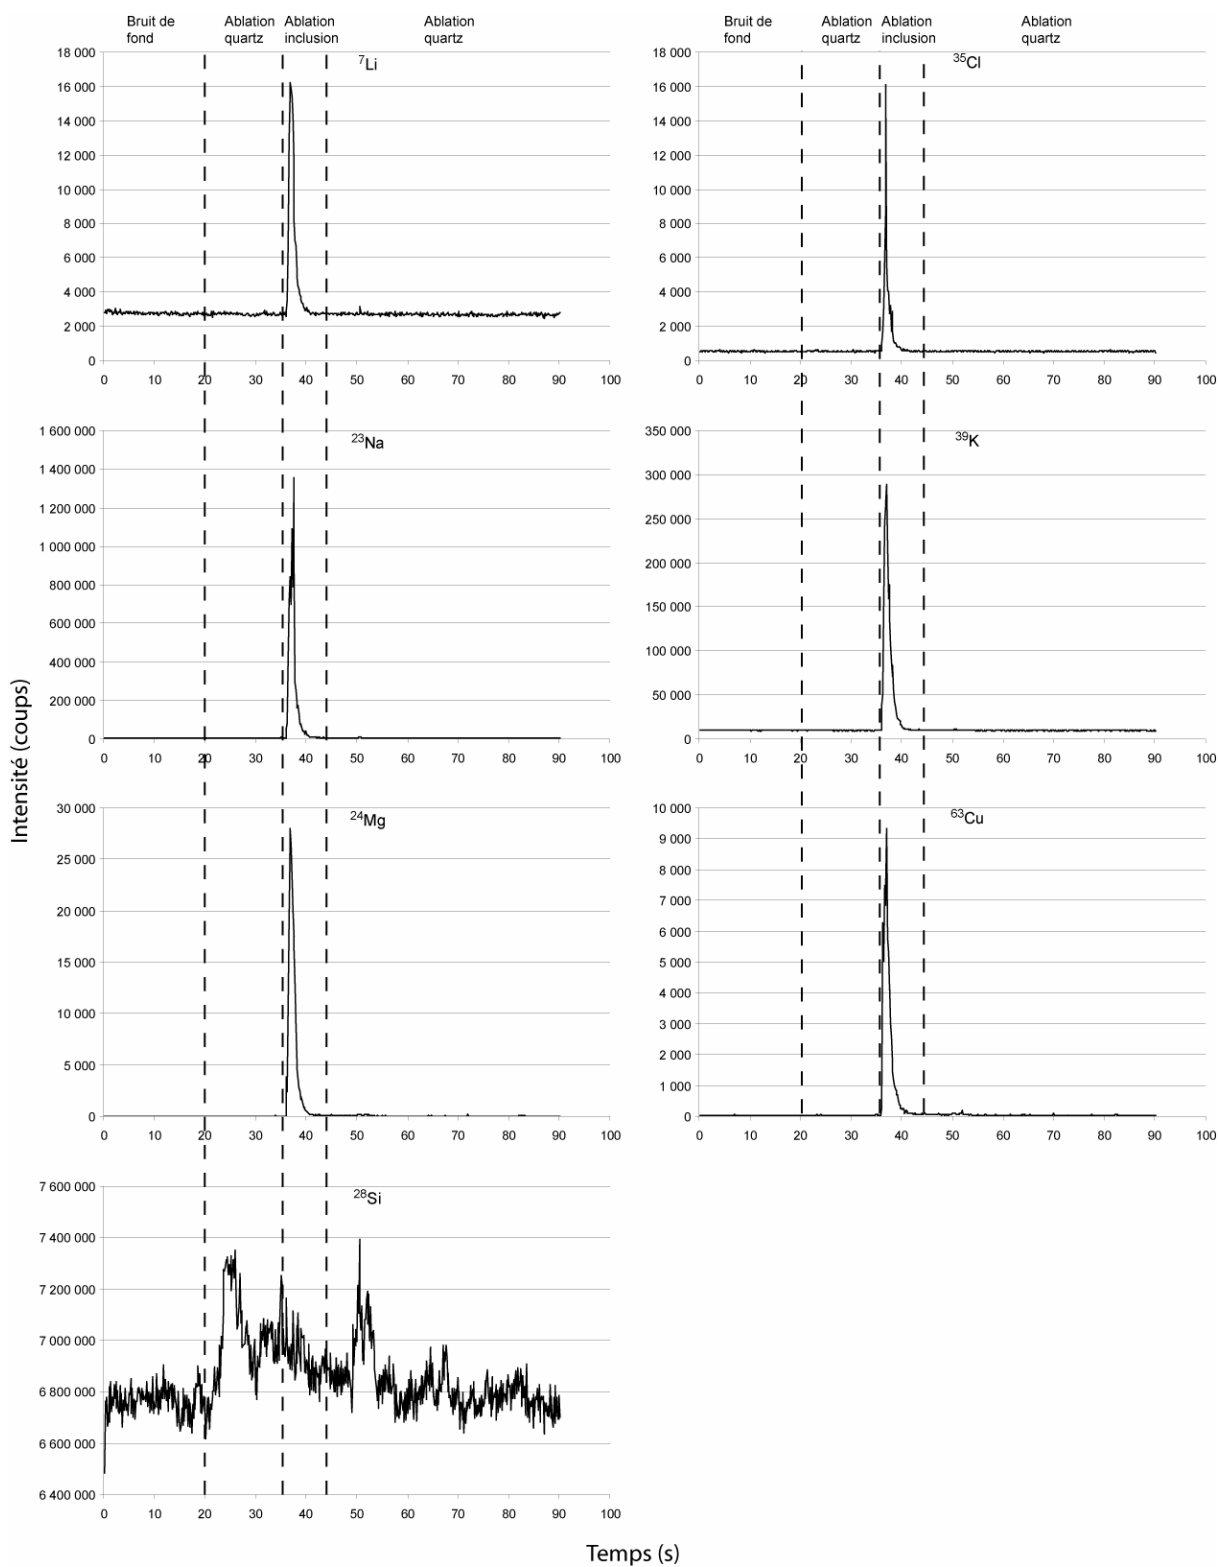 Bruit de fond
Ablation quartz
Ablation inclusion
Ablation quartz
Bruit de fond
Ablation quartz
Ablation inclusion
Ablation quartz
Intensité (coups)
⁷Li
18 000
16 000
14 000
12 000
10 000
8 000
6 000
4 000
2 000
0
0 10 20 30 40 50 60 70 80 90 100
³⁵Cl
18 000
16 000
14 000
12 000
10 000
8 000
6 000
4 000
2 000
0
0 10 20 30 40 50 60 70 80 90 100
²³Na
1 600 000
1 400 000
1 200 000
1 000 000
800 000
600 000
400 000
200 000
0
0 10 20 30 40 50 60 70 80 90 100
³⁹K
350 000
300 000
250 000
200 000
150 000
100 000
50 000
0
0 10 20 30 40 50 60 70 80 90 100
²⁴Mg
30 000
25 000
20 000
15 000
10 000
5 000
0
0 10 20 30 40 50 60 70 80 90 100
⁶³Cu
10 000
9 000
8 000
7 000
6 000
5 000
4 000
3 000
2 000
1 000
0
0 10 20 30 40 50 60 70 80 90 100
²⁸Si
7 600 000
7 400 000
7 200 000
7 000 000
6 800 000
6 600 000
6 400 000
0 10 20 30 40 50 60 70 80 90 100
Temps (s)